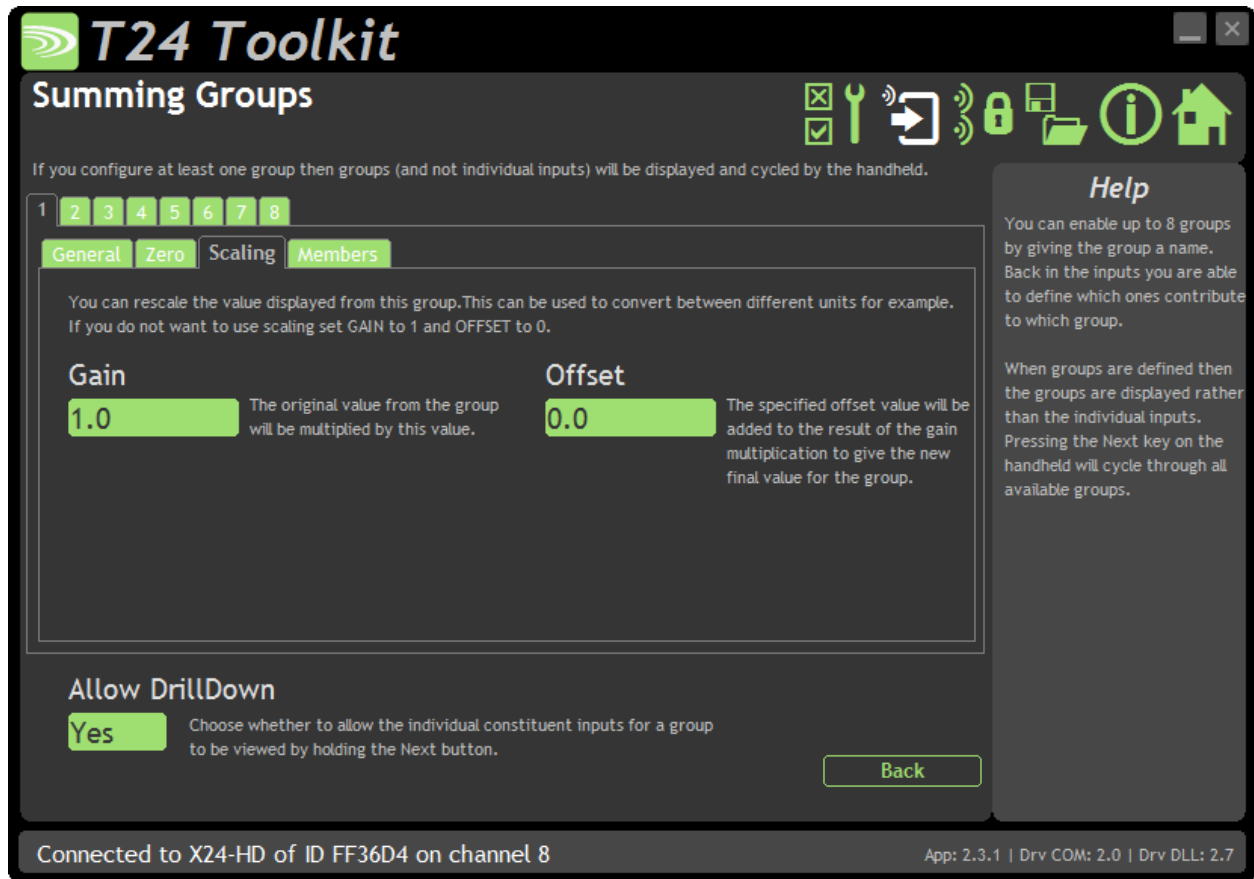 T24 Toolkit
Summing Groups
If you configure at least one group then groups (and not individual inputs) will be displayed and cycled by the handheld.
1 2 3 4 5 6 7 8
General Zero Scaling Members
You can rescale the value displayed from this group.This can be used to convert between different units for example.
If you do not want to use scaling set GAIN to 1 and OFFSET to 0.
Gain
1.0
The original value from the group
will be multiplied by this value.
Offset
0.0
The specified offset value will be
added to the result of the gain
multiplication to give the new
final value for the group.
Allow DrillDown
Yes
Choose whether to allow the individual constituent inputs for a group
to be viewed by holding the Next button.
Back
Help
You can enable up to 8 groups
by giving the group a name.
Back in the inputs you are able
to define which ones contribute
to which group.
When groups are defined then
the groups are displayed rather
than the individual inputs.
Pressing the Next key on the
handheld will cycle through all
available groups.
Connected to X24-HD of ID FF36D4 on channel 8
App: 2.3.1 | Drv COM: 2.0 | Drv DLL: 2.7